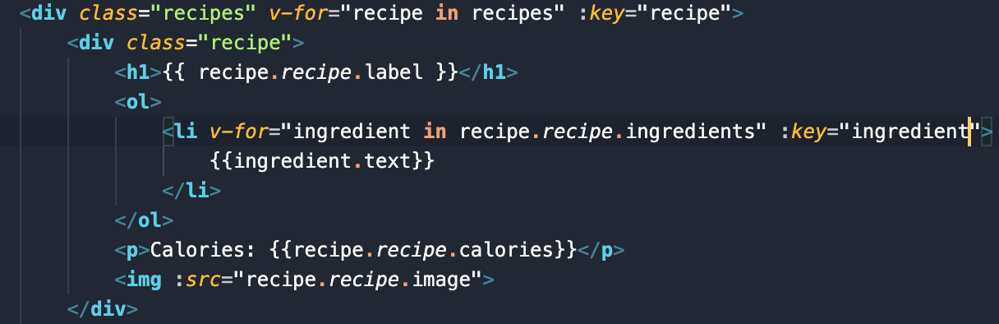 <div class="recipes" v-for="recipe in recipes" :key="recipe">
<div class="recipe">
<h1>{{ recipe.recipe.label }}</h1>
<ol>
<li v-for="ingredient in recipe.recipe.ingredients" :key="ingredient">
{{ingredient.text}}
</li>
</ol>
<p>Calories: {{recipe.recipe.calories}}</p>
<img :src="recipe.recipe.image">
</div>